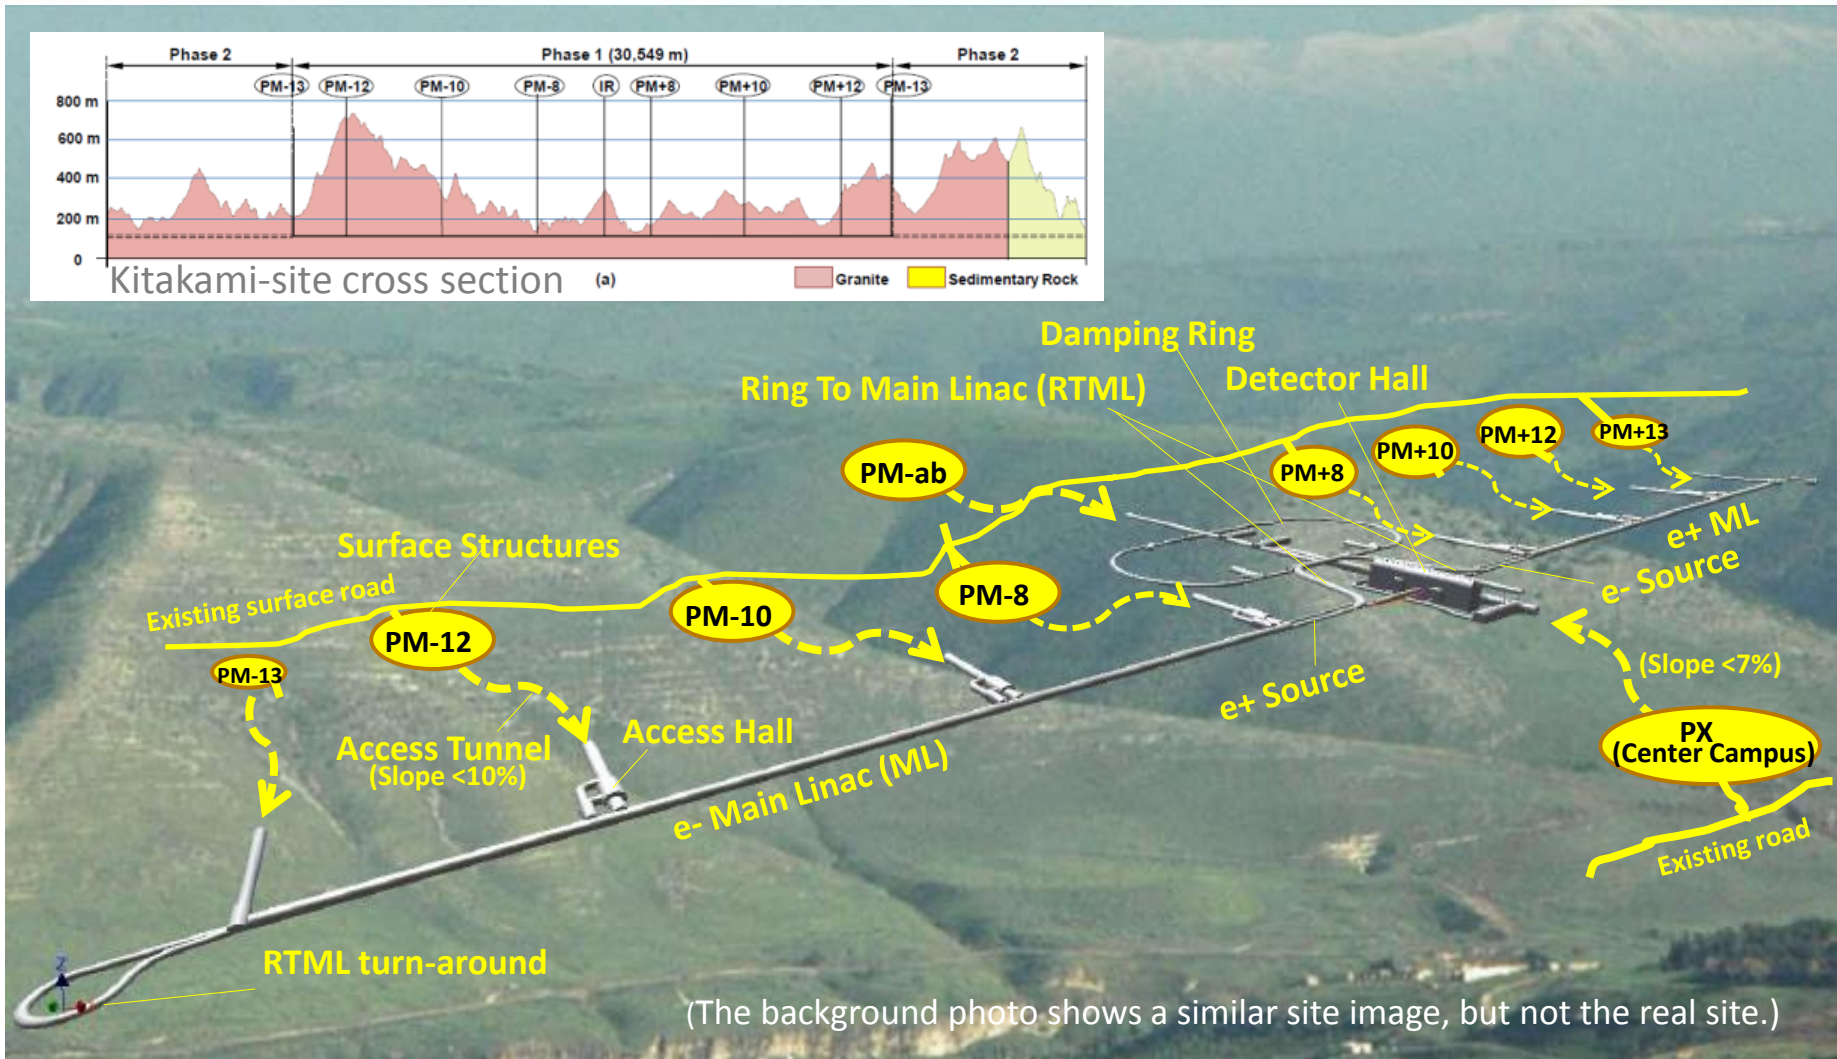 Phase 2
Phase 1 (30,549 m)
Phase 2
PM-13
PM-12
PM-10
PM-8
IR
PM+8
PM+10
PM+12
PM-13
800 m
600 m
400 m
200 m
0
Kitakami-site cross section
(a)
Granite
Sedimentary Rock
Damping Ring
Ring To Main Linac (RTML)
Detector Hall
PM-ab
PM+8
PM+10
PM+12
PM+13
e+ ML
e- Source
Surface Structures
Existing surface road
PM-13
PM-12
PM-10
PM-8
(Slope <7%)
e+ Source
Access Tunnel
(Slope <10%)
Access Hall
e- Main Linac (ML)
PX
(Center Campus)
Existing road
RTML turn-around
Z
(The background photo shows a similar site image, but not the real site.)